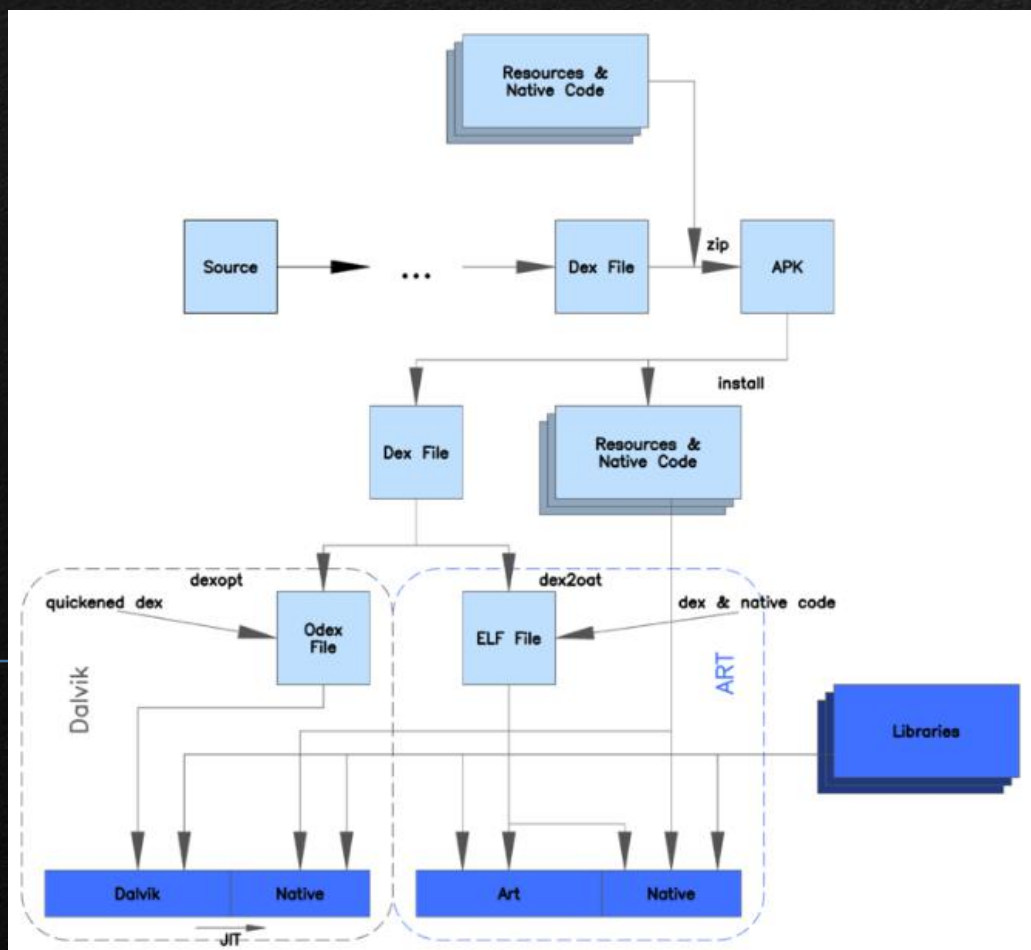 Resources &
Native Code
zip
Source
...
Dex File
APK
install
Dex File
Resources &
Native Code
dexopt
dex2oat
quickened dex
dex & native code
Odex
File
ELF File
Dalvik
ART
Libraries
Dalvik
Native
Art
Native
JIT